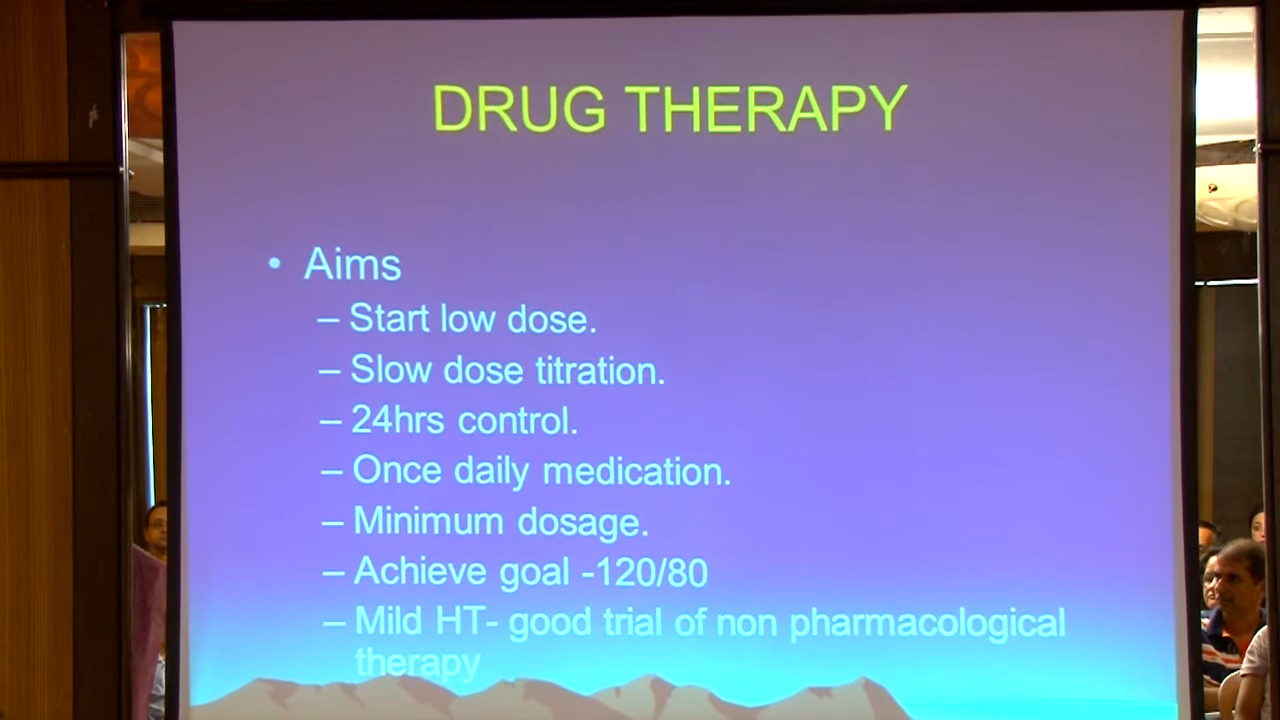 DRUG THERAPY
• Aims
– Start low dose.
– Slow dose titration.
– 24hrs control.
– Once daily medication.
– Minimum dosage.
– Achieve goal -120/80
– Mild HT- good trial of non pharmacological
therapy